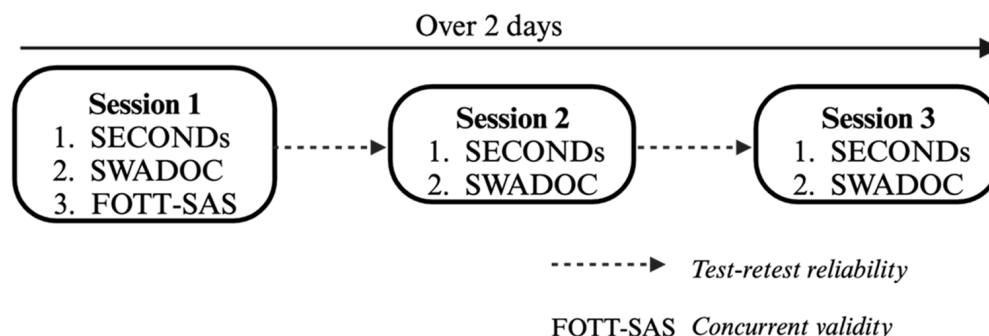 Over 2 days
Session 1
1. SECONDs
2. SWADOC
3. FOTT-SAS
Session 2
1. SECONDs
2. SWADOC
Session 3
1. SECONDs
2. SWADOC
Test-retest reliability
FOTT-SAS Concurrent validity